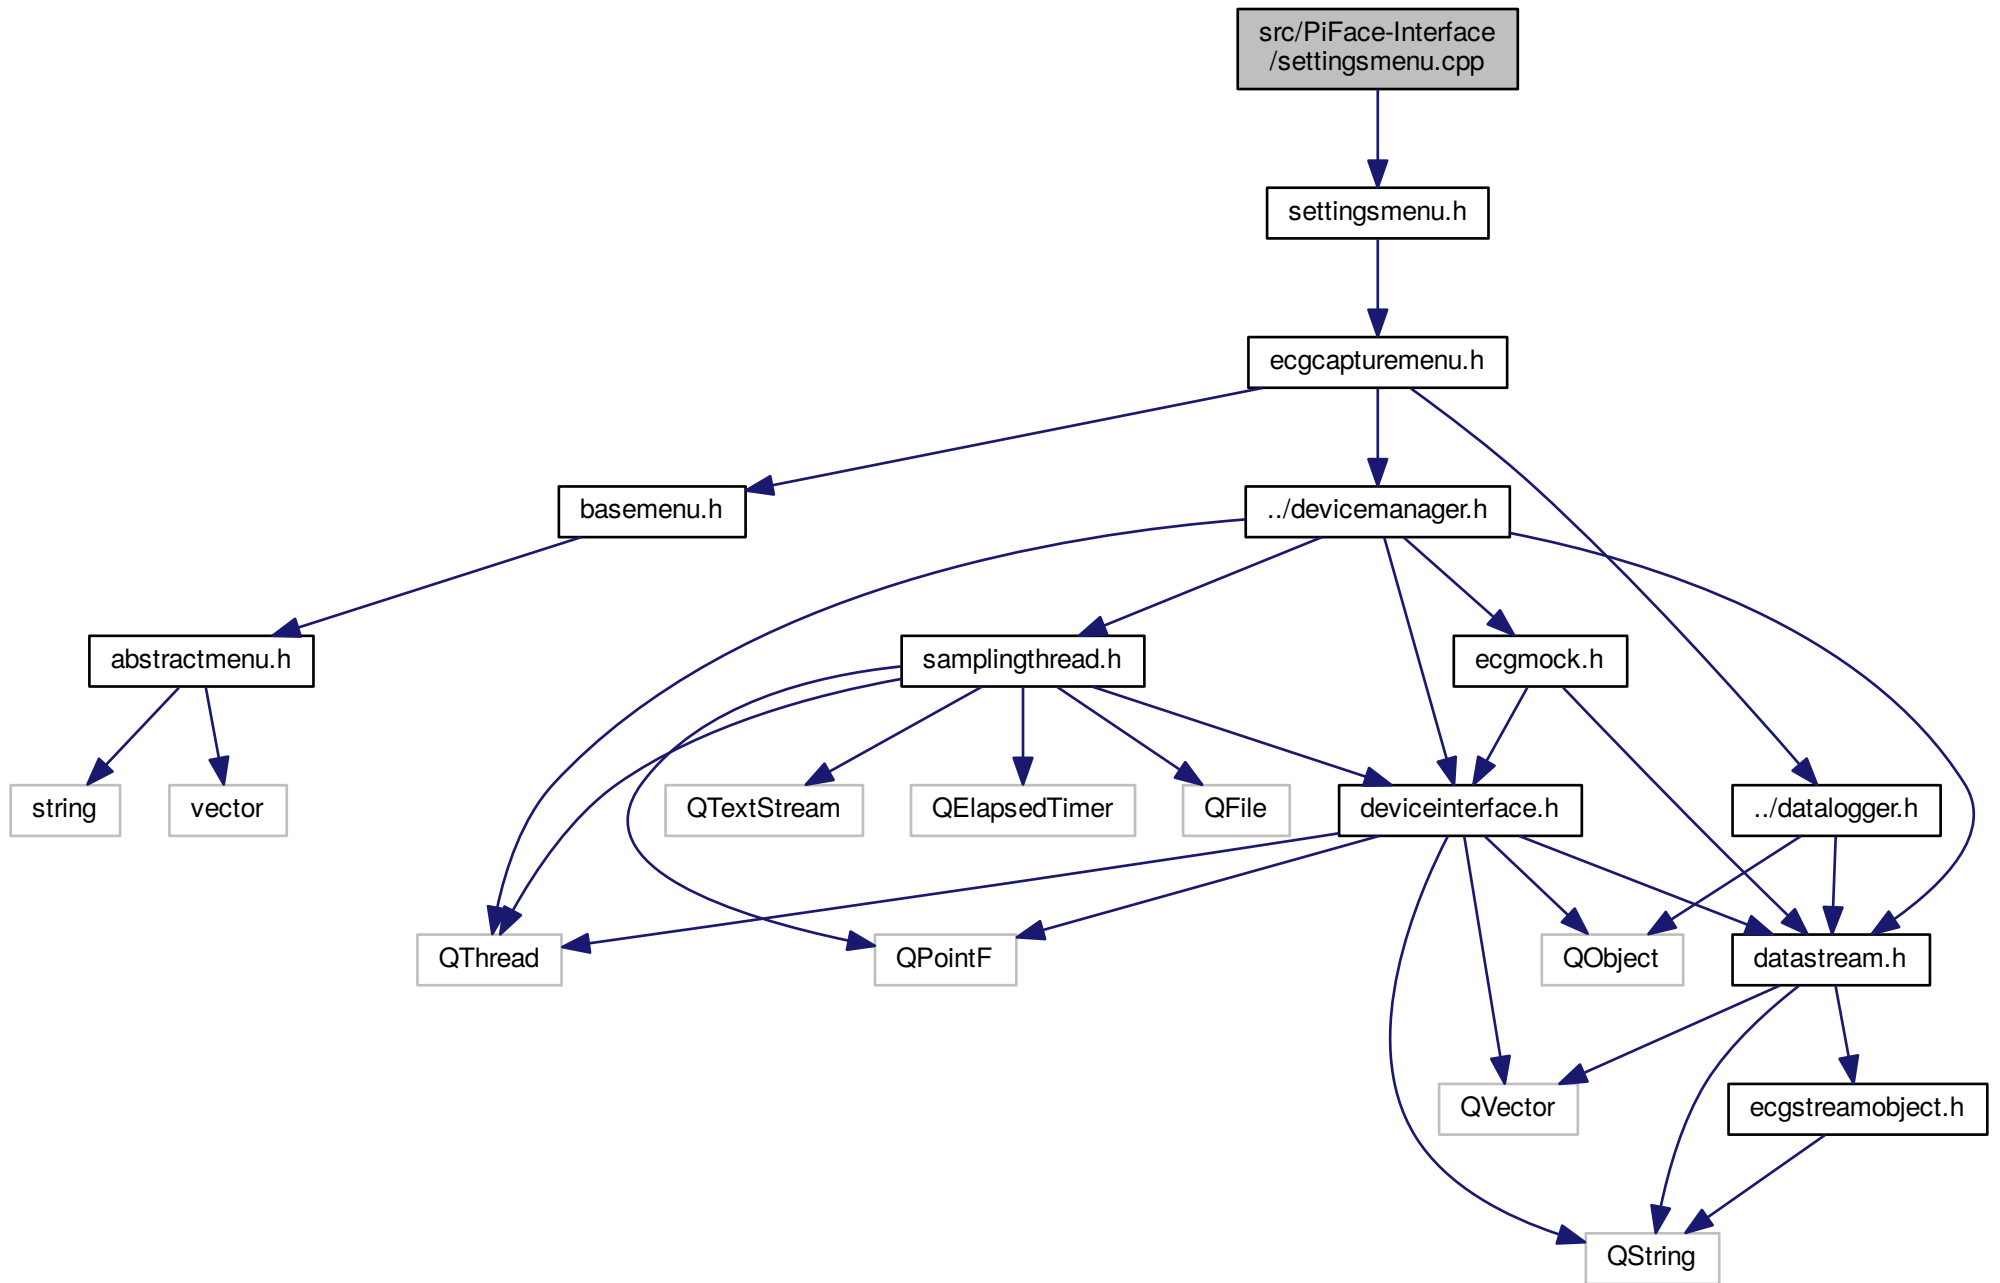 src/PiFace-Interface
/settingsmenu.cpp
settingsmenu.h
ecgcapturemenu.h
basemenu.h
../devicemanager.h
abstractmenu.h
samplingthread.h
ecgmock.h
string
vector
QTextStream
QElapsedTimer
QFile
deviceinterface.h
../datalogger.h
QThread
QPointF
QObject
datastream.h
QVector
ecgstreamobject.h
QString